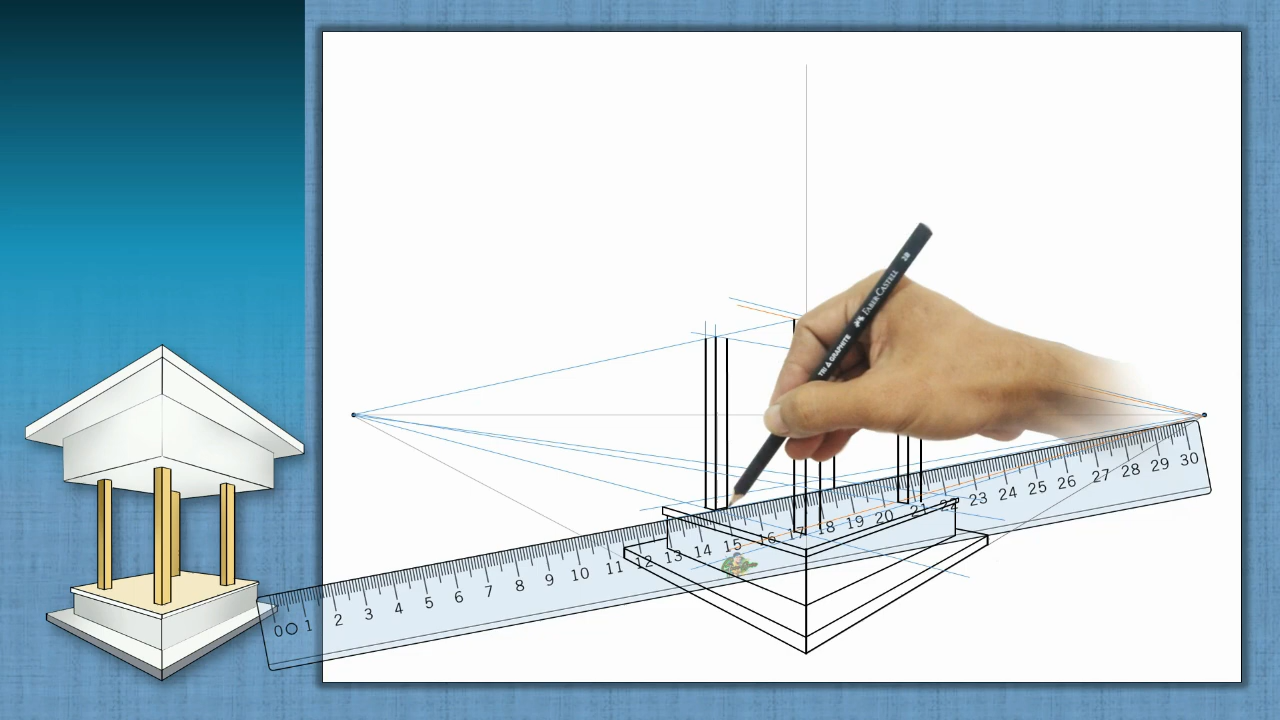 2B
TRI ▲ GRAPHITE FABER CASTELL
0 1 2 3 4 5 6 7 8 9 10 11 12 13 14 15 16 17 18 19 20 21 22 23 24 25 26 27 28 29 30